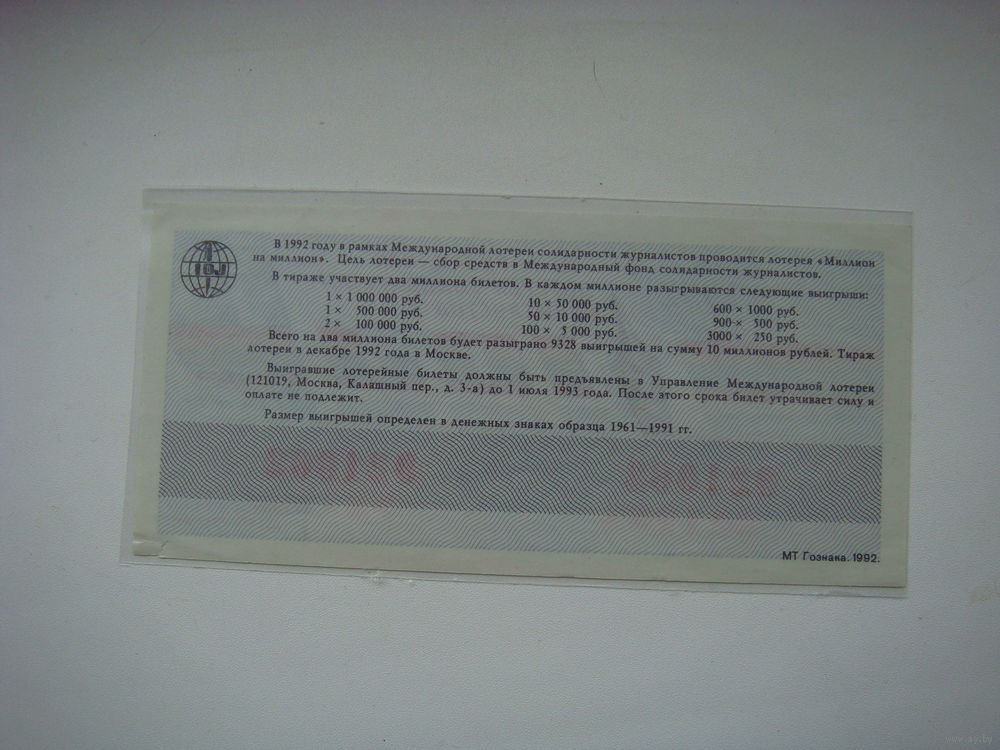 IOJ
В 1992 году в рамках Международной лотереи солидарности журналистов проводится лотерея «Миллион
на миллион». Цель лотереи — сбор средств в Международный фонд солидарности журналистов.
В тираже участвует два миллиона билетов. В каждом миллионе разыгрываются следующие выигрыши:
1 × 1 000 000 руб. 10 × 50 000 руб. 600 × 1000 руб.
1 × 500 000 руб. 50 × 10 000 руб. 900 × 500 руб.
2 × 100 000 руб. 100 × 5 000 руб. 3000 × 250 руб.
Всего на два миллиона билетов будет разыграно 9328 выигрышей на сумму 10 миллионов рублей. Тираж
лотереи в декабре 1992 года в Москве.
Выигравшие лотерейные билеты должны быть предъявлены в Управление Международной лотереи
(121019, Москва, Калашный пер., д. 3-а) до 1 июля 1993 года. После этого срока билет утрачивает силу и
оплате не подлежит.
Размер выигрышей определен в денежных знаках образца 1961—1991 гг.
МТ Гознака. 1992.
www.ay.by